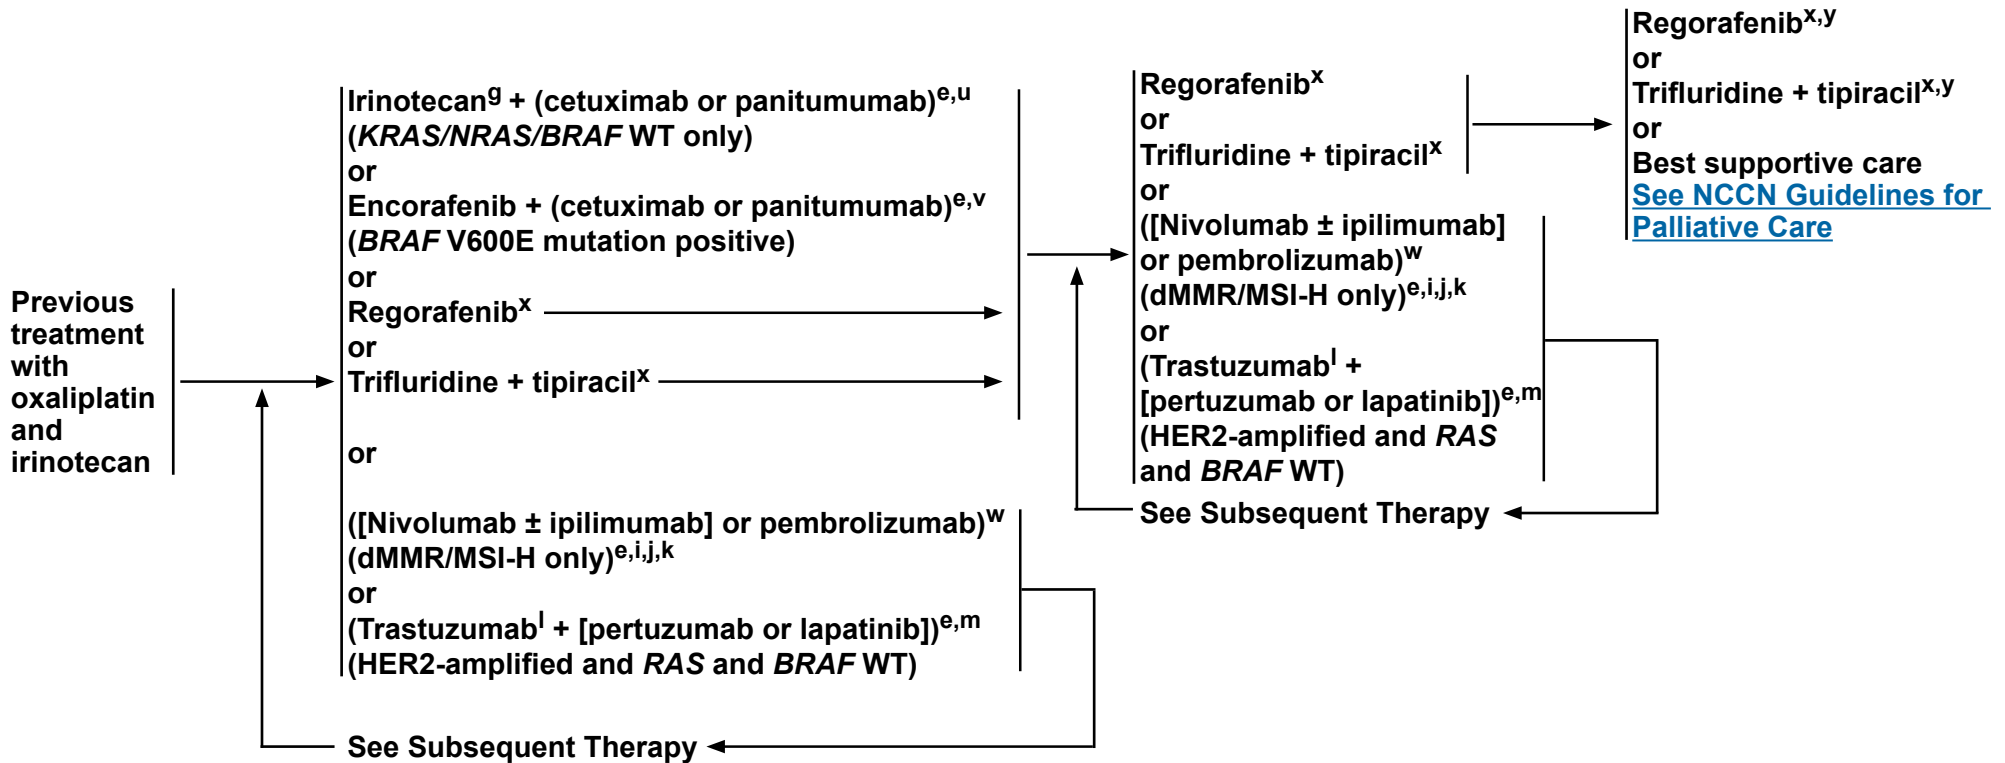 Previous
treatment
with
oxaliplatin
and
irinotecan
Irinotecanᵍ + (cetuximab or panitumumab)ᵉ,ᵘ
(KRAS/NRAS/BRAF WT only)
or
Encorafenib + (cetuximab or panitumumab)ᵉ,ᵛ
(BRAF V600E mutation positive)
or
Regorafenibˣ
or
Trifluridine + tipiracilˣ
or
([Nivolumab ± ipilimumab] or pembrolizumab)ʷ
(dMMR/MSI-H only)ᵉ,ⁱ,ʲ,ᵏ
or
(Trastuzumabˡ + [pertuzumab or lapatinib])ᵉ,ᵐ
(HER2-amplified and RAS and BRAF WT)
See Subsequent Therapy
Regorafenibˣ
or
Trifluridine + tipiracilˣ
or
([Nivolumab ± ipilimumab]
or pembrolizumab)ʷ
(dMMR/MSI-H only)ᵉ,ⁱ,ʲ,ᵏ
or
(Trastuzumabˡ +
[pertuzumab or lapatinib])ᵉ,ᵐ
(HER2-amplified and RAS
and BRAF WT)
See Subsequent Therapy
Regorafenibˣ,ʸ
or
Trifluridine + tipiracilˣ,ʸ
or
Best supportive care
See NCCN Guidelines for
Palliative Care